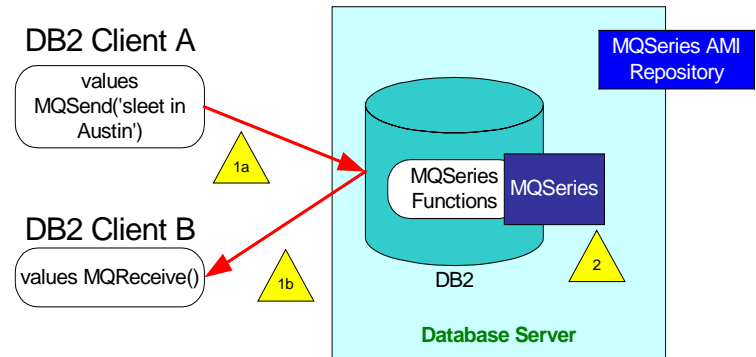 DB2 Client A
values
MQSend('sleet in
Austin')
1a
DB2 Client B
values MQReceive()
1b
MQSeries AMI
Repository
MQSeries
Functions
MQSeries
2
DB2
Database Server